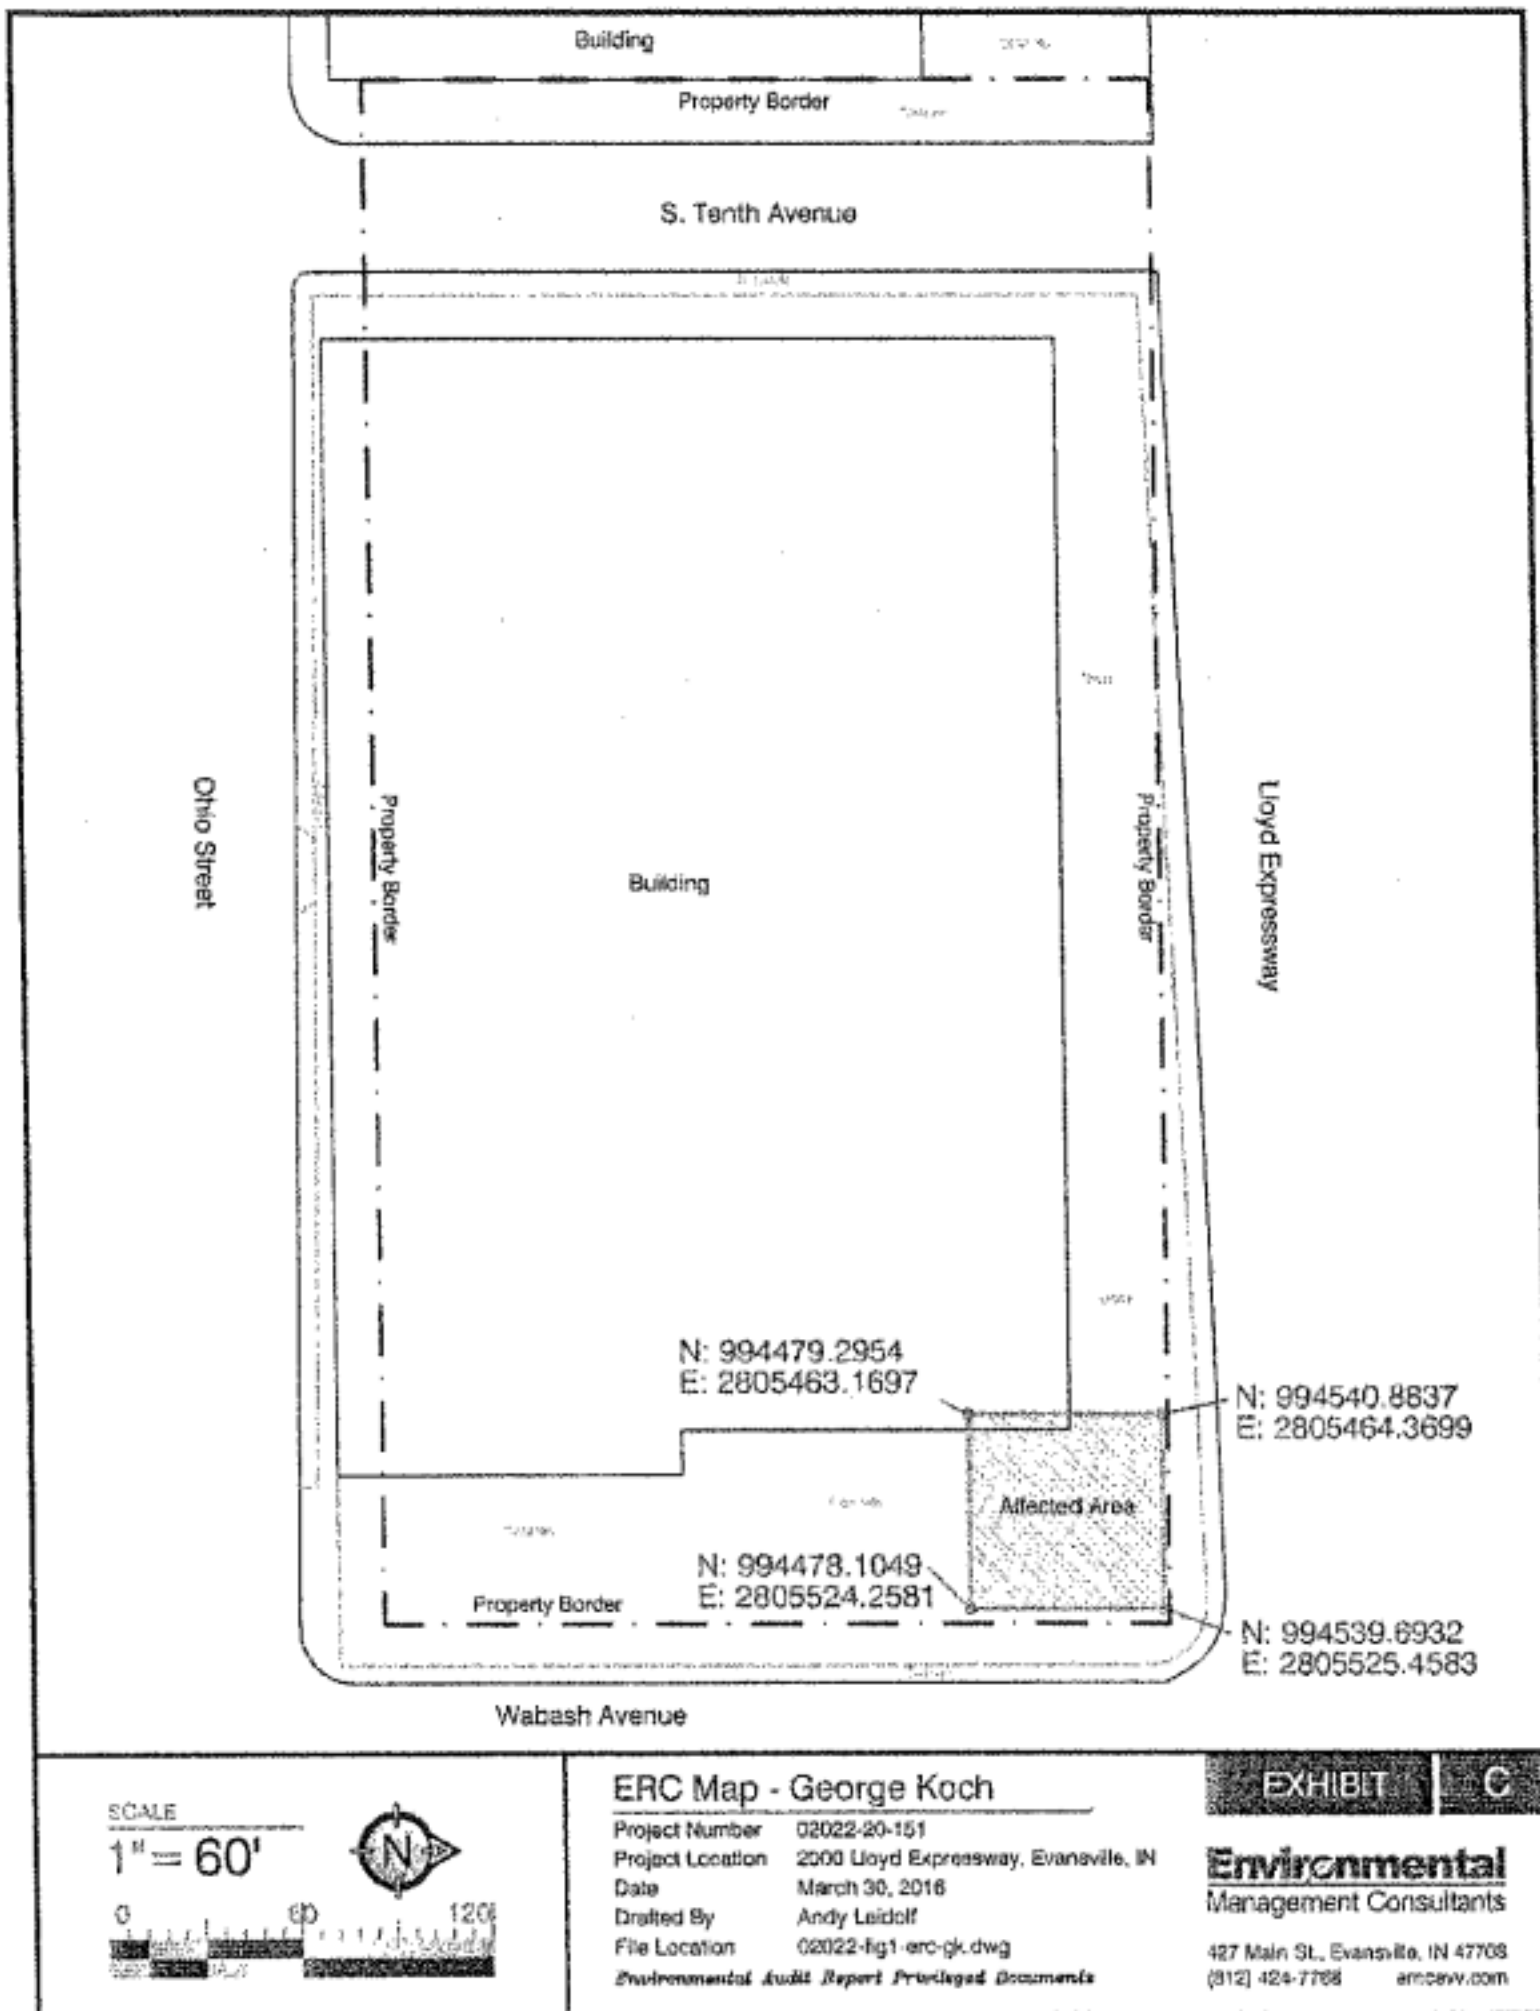 Building
Property Border
S. Tenth Avenue
Ohio Street
Property Border
Building
Property Border
Lloyd Expressway
N: 994479.2954
E: 2805463.1697
N: 994540.8837
E: 2805464.3699
Affected Area
N: 994478.1049
E: 2805524.2581
Property Border
N: 994539.6932
E: 2805525.4583
Wabash Avenue
SCALE
1" = 60'
N
0 60 120
ERC Map - George Koch
Project Number 02022-20-151
Project Location 2000 Lloyd Expressway, Evansville, IN
Date March 30, 2016
Drafted By Andy Leidolf
File Location 02022-fig1-erc-gk.dwg
Environmental Audit Report Privileged Documents
EXHIBIT C
Environmental
Management Consultants
427 Main St., Evansville, IN 47708
(812) 424-7768 emcevv.com